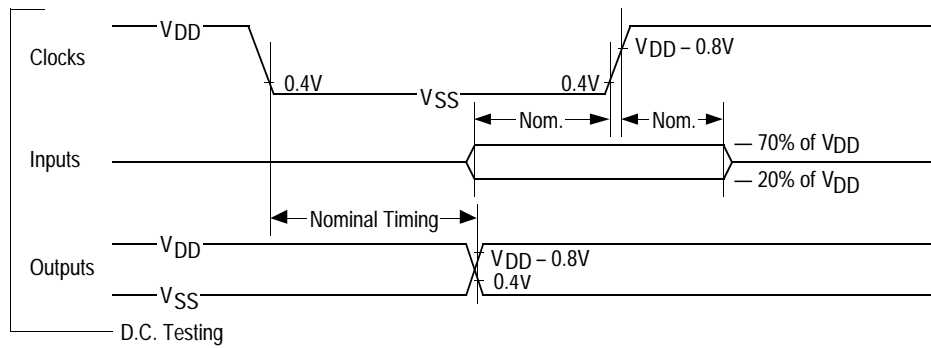 VDD
Clocks
VDD – 0.8V
0.4V
0.4V
VSS
Nom.
Nom.
70% of VDD
Inputs
20% of VDD
Nominal Timing
VDD
VDD – 0.8V
Outputs
0.4V
VSS
D.C. Testing